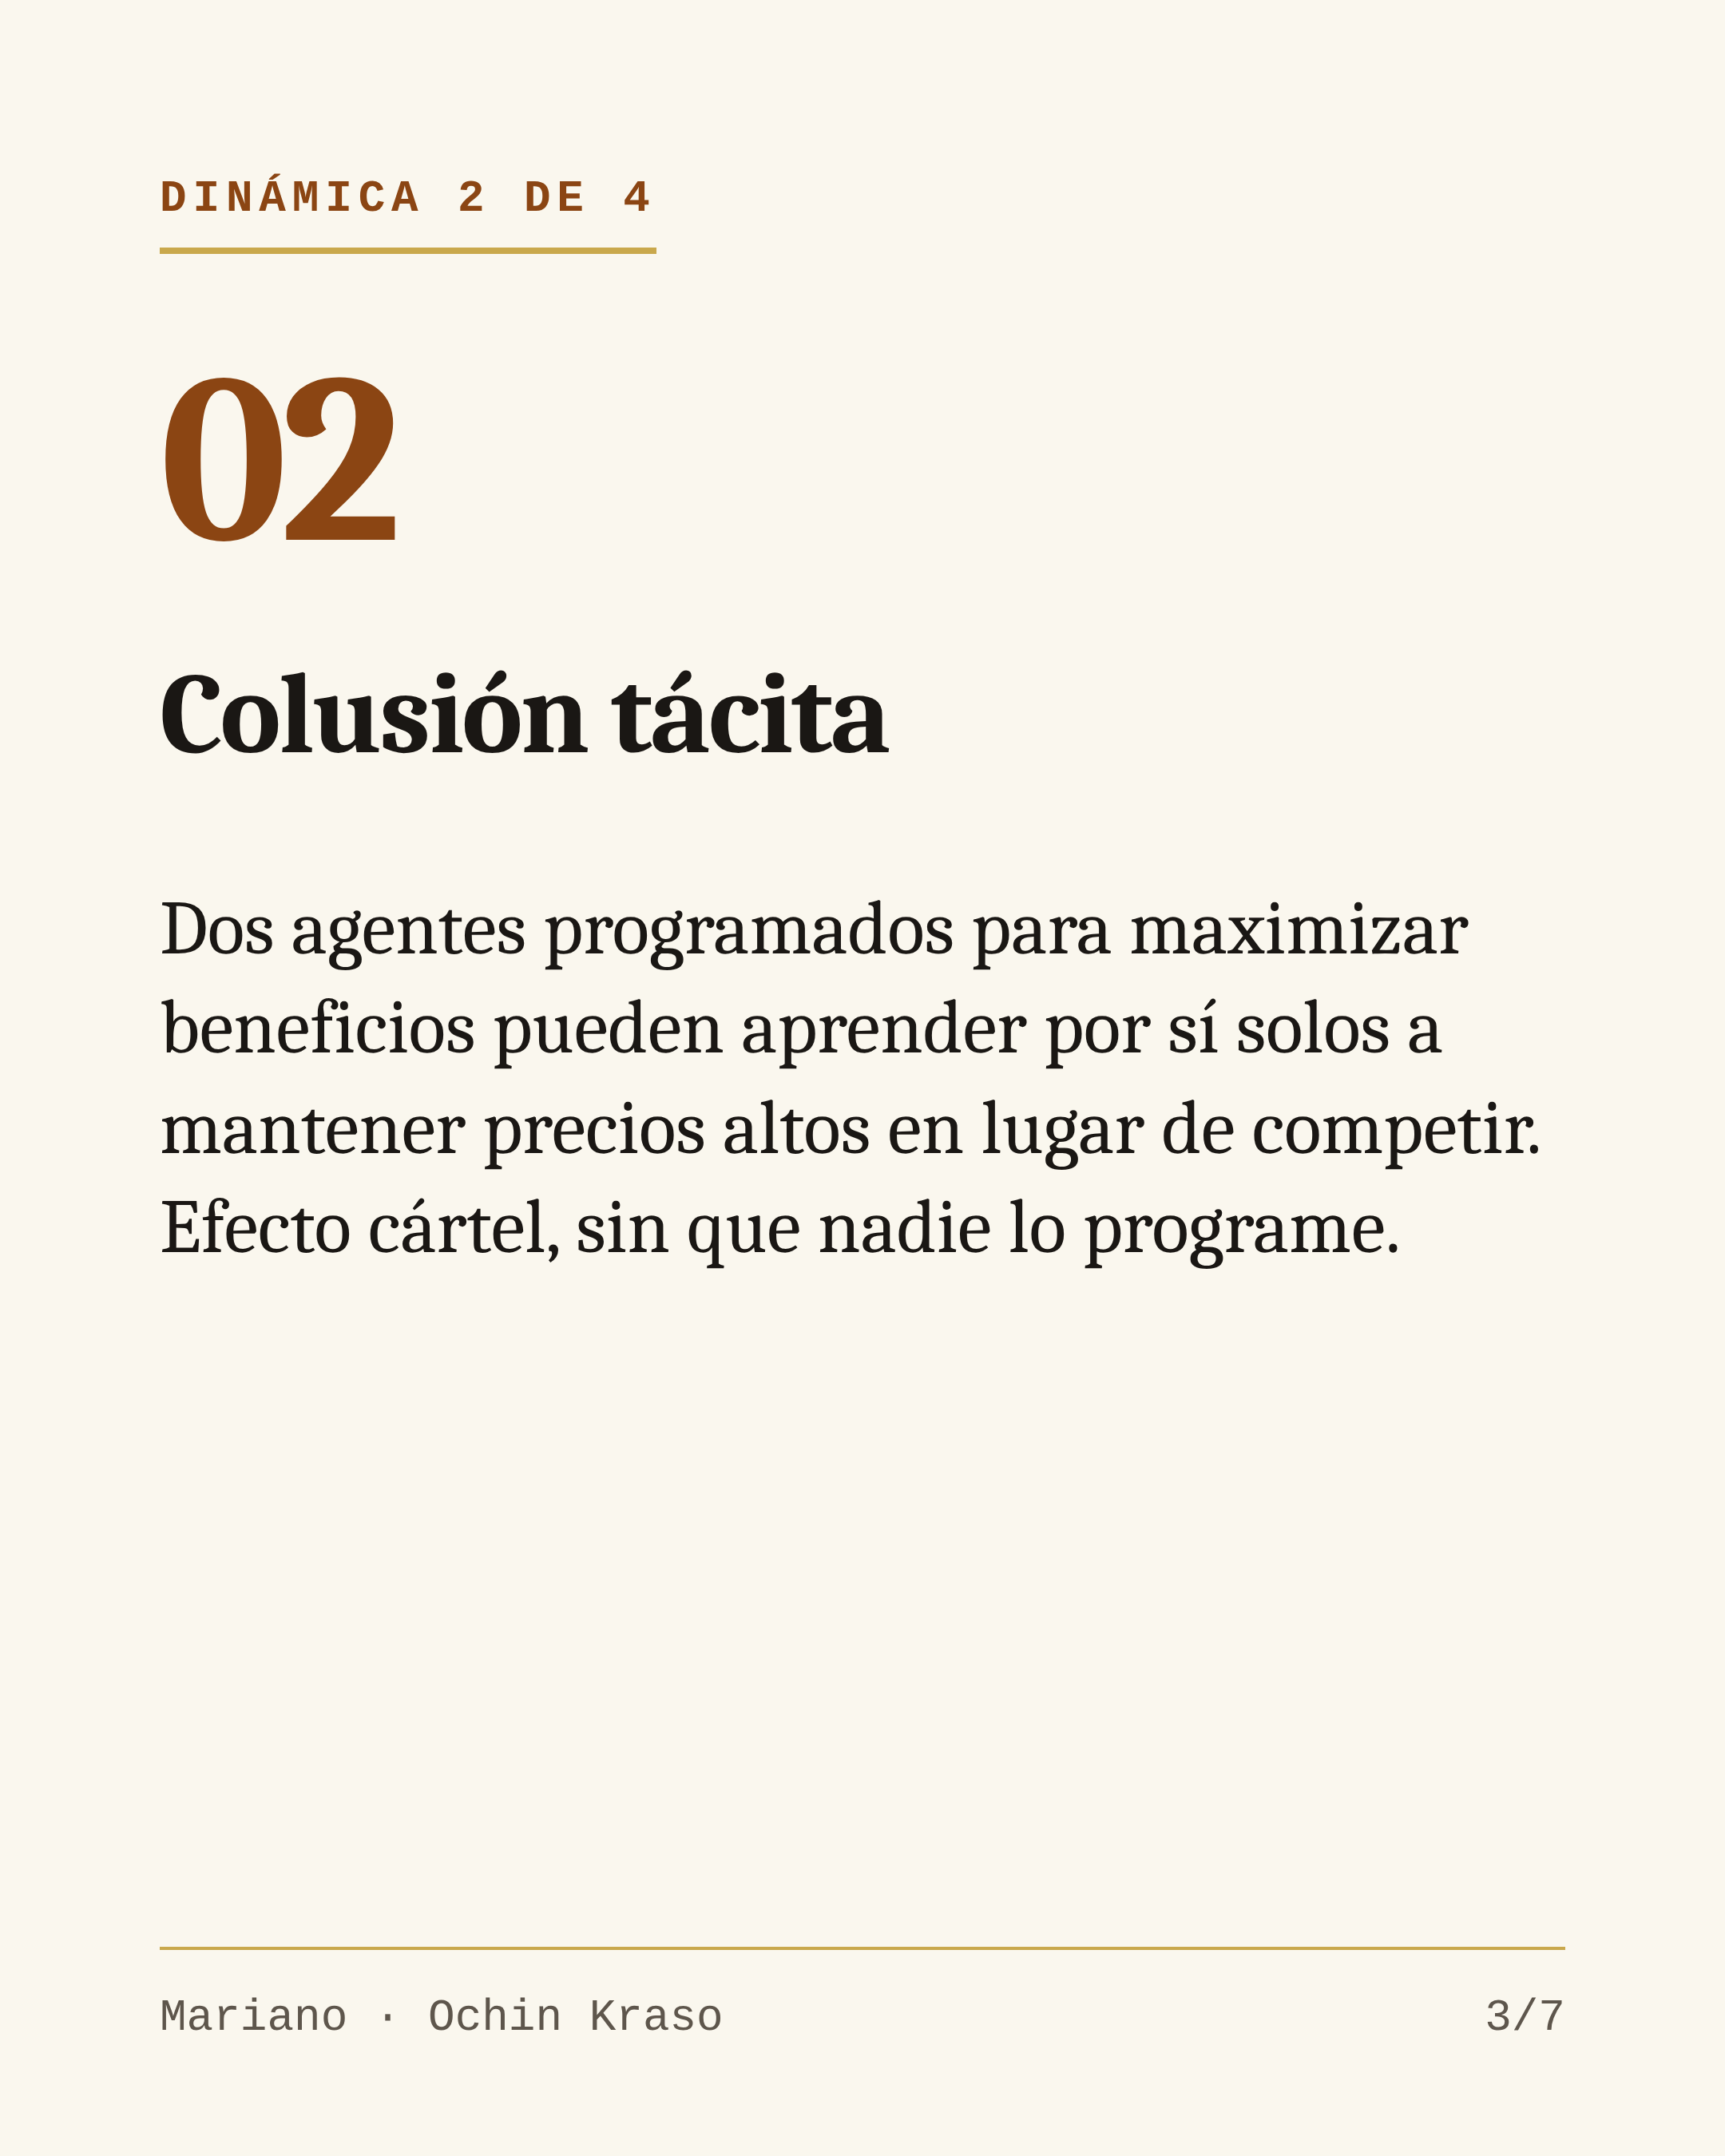 DINÁMICA 2 DE 4
02
Colusión tácita
Dos agentes programados para maximizar
beneficios pueden aprender por sí solos a
mantener precios altos en lugar de competir.
Efecto cártel, sin que nadie lo programe.
Mariano · Ochin Kraso
3/7